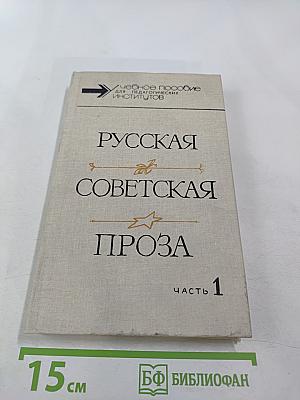 Учебное пособие
для педагогических
институтов
РУССКАЯ
СОВЕТСКАЯ
ПРОЗА
часть 1
15 см
БФ БИБЛИОФАН